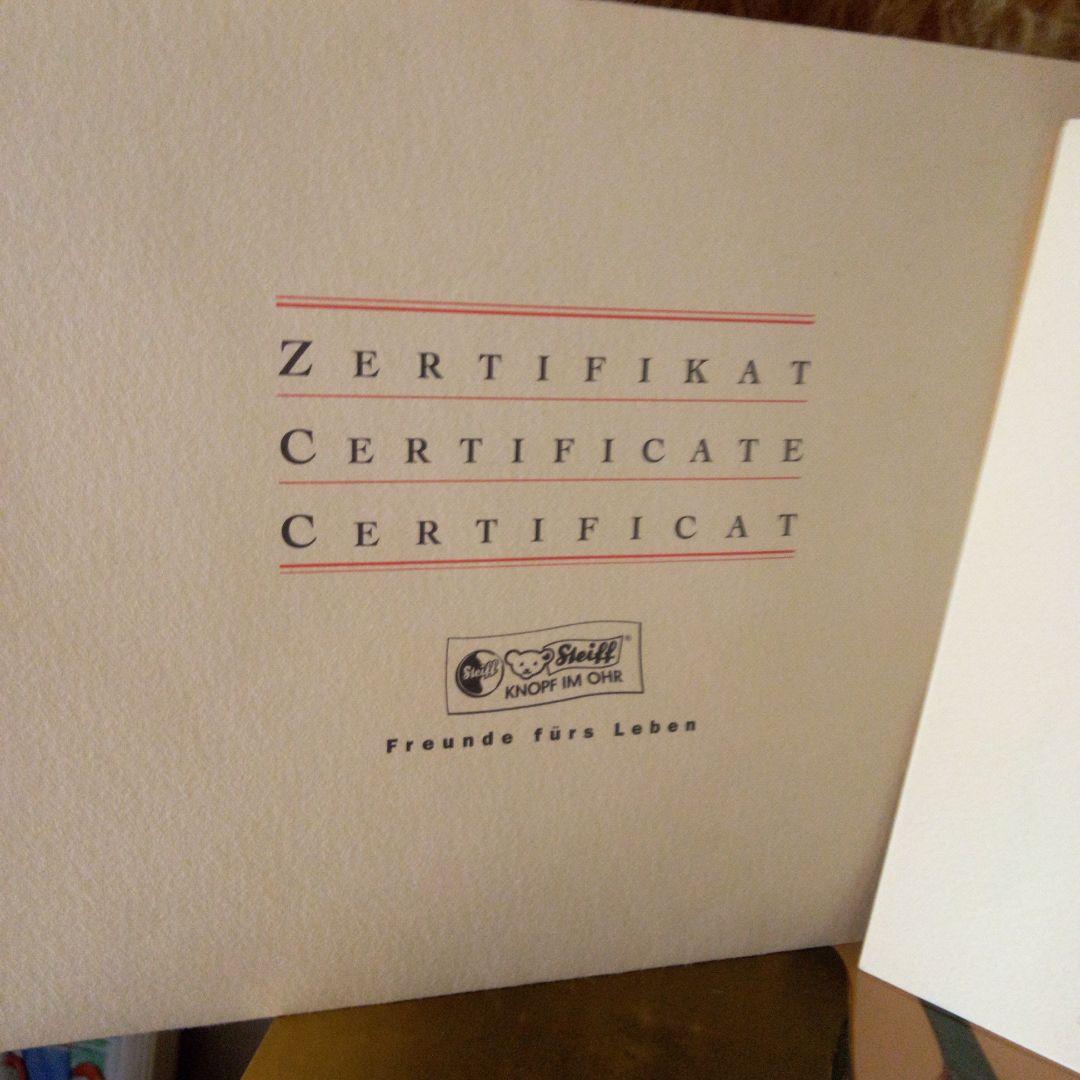 ZERTIFIKAT
CERTIFICATE
CERTIFICAT
Steiff Steiff®
KNOPF IM OHR
Freunde fürs Leben